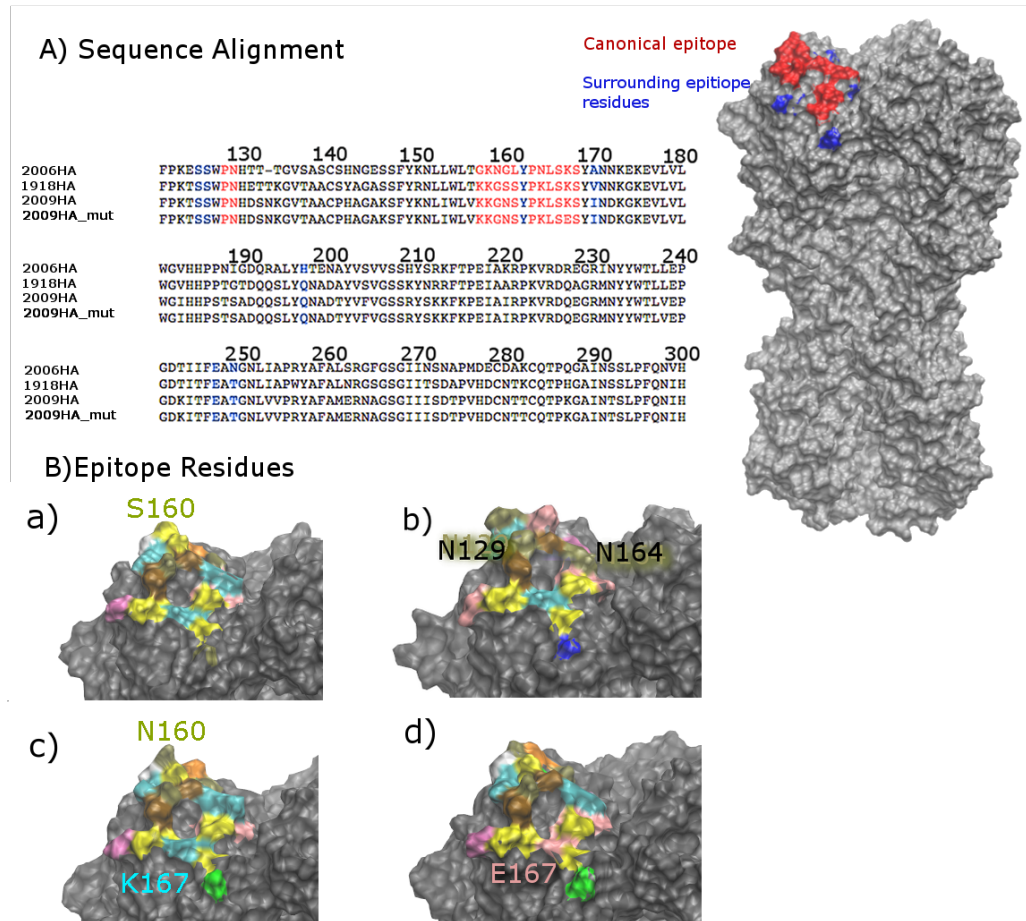 A) Sequence Alignment
Canonical epitope
Surrounding epitiope
residues
130 140 150 160 170 180
2006HA FPKESSWPNHTT-TGVSASCSHNGESSFYKNLLWLTGKNGLYPNLSKSYANNKEKEVLVL
1918HA FPKTSSWPNHETTKGVTAACSYAGASSFYRNLLWLTKKGSSYPKLSKSYVNNKGKEVLVL
2009HA FPKTSSWPNHDSNKGVTAACPHAGAKSFYKNLIWLVKKGNSYPKLSKSYINDKGKEVLVL
2009HA_mut FPKTSSWPNHDSNKGVTAACPHAGAKSFYKNLIWLVKKGNSYPKLSESYINDKGKEVLVL
190 200 210 220 230 240
2006HA WGVHHPPNIGDQRALYHTENAYVSVVSSHYSRKFTPEIAKRPKVRDREGRINYYWTLLEP
1918HA WGVHHPPTGTDQQSLYQNADAYVSVGSSKYNRRFTPEIAARPKVRDQAGRMNYYWTLLEP
2009HA WGIHHPSTSADQQSLYQNADTYVFVGSSRYSKKFKPEIAIRPKVRDQEGRMNYYWTLVEP
2009HA_mut WGIHHPSTSADQQSLYQNADTYVFVGSSRYSKKFKPEIAIRPKVRDQEGRMNYYWTLVEP
250 260 270 280 290 300
2006HA GDTIIFEANGNLIAPRYAFALSRGFGSGIINSNAPMDECDAKCQTPQGAINSSLPFQNVH
1918HA GDTITFEATGNLIAPWYAFALNRGSGSGIITSDAPVHDCNTKCQTPHGAINSSLPFQNIH
2009HA GDKITFEATGNLVVPRYAFAMERNAGSGIIISDTPVHDCNTTCQTPKGAINTSLPFQNIH
2009HA_mut GDKITFEATGNLVVPRYAFAMERNAGSGIIISDTPVHDCNTTCQTPKGAINTSLPFQNIH
B)Epitope Residues
a) S160
b) N129 N164
c) N160 K167
d) E167